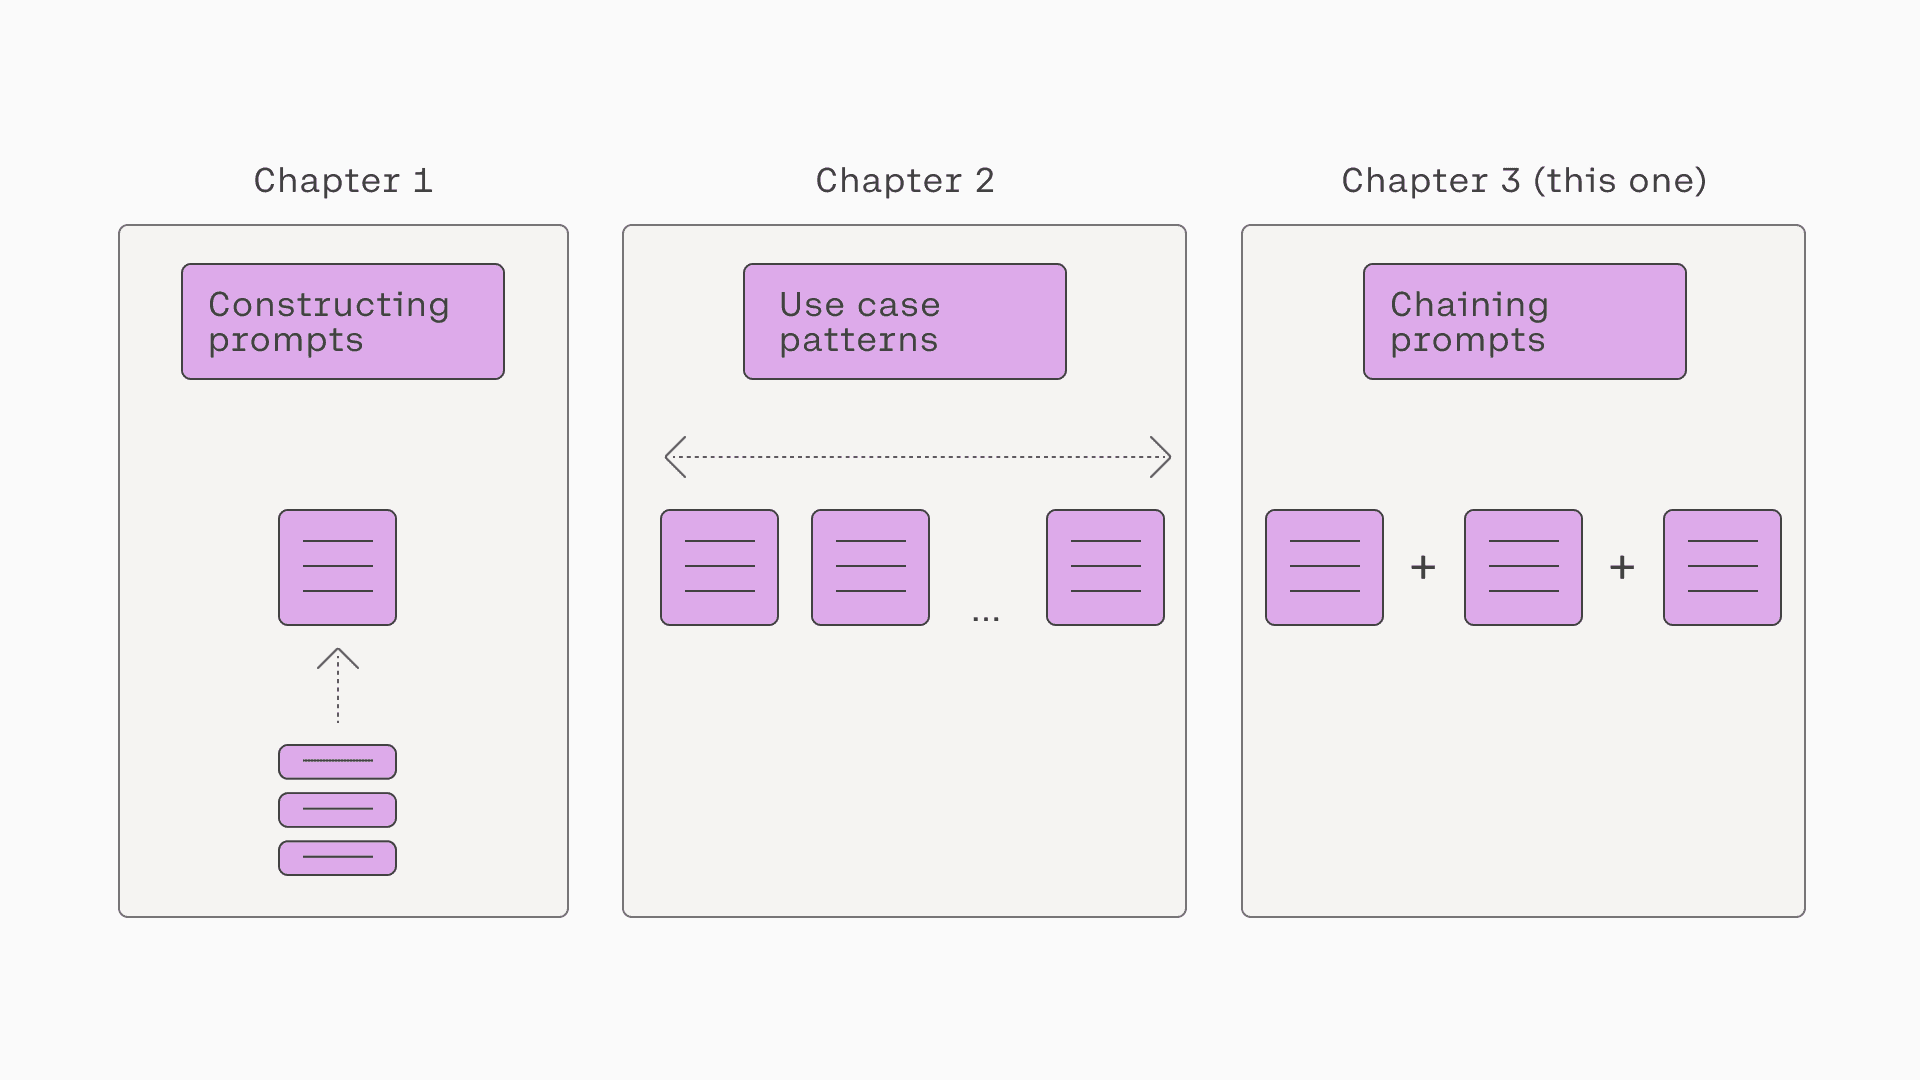 Chapter 1
Constructing
prompts
Chapter 2
Use case
patterns
...
Chapter 3 (this one)
Chaining
prompts
+
+